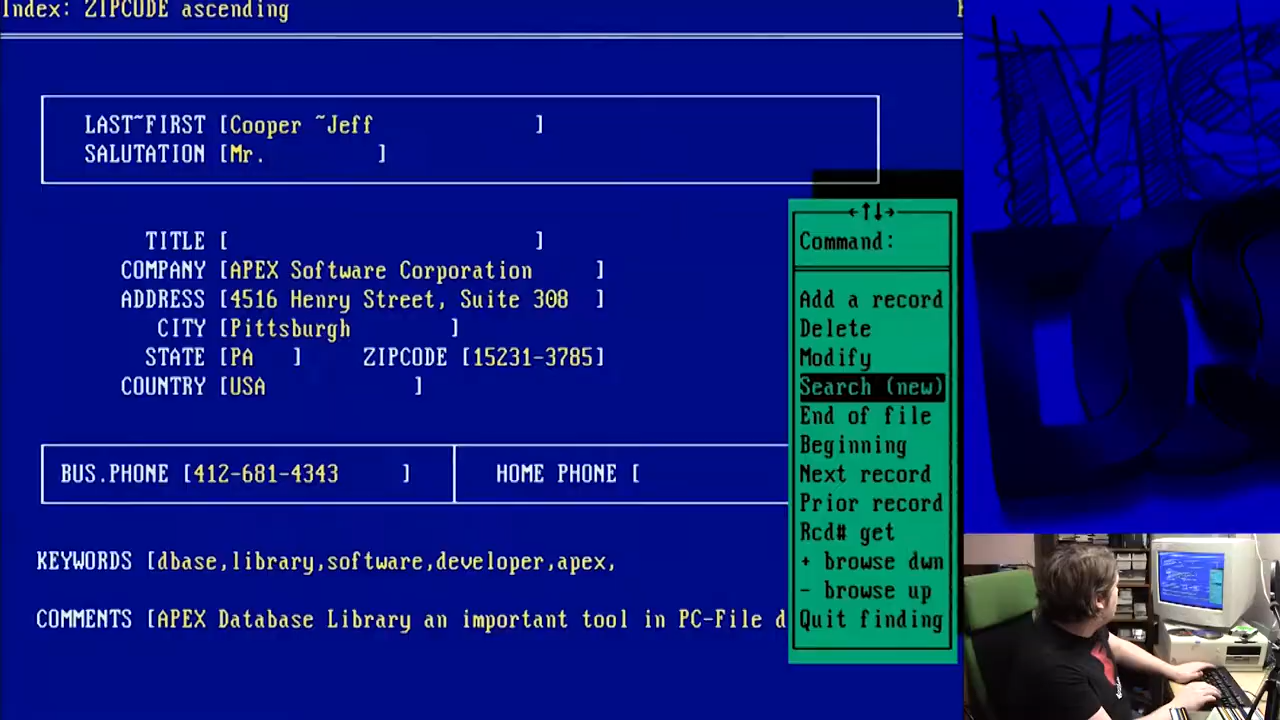 Index: ZIPCODE ascending
LAST~FIRST [Cooper ~Jeff ]
SALUTATION [Mr. ]
TITLE [ ]
COMPANY [APEX Software Corporation ]
ADDRESS [4516 Henry Street, Suite 308 ]
CITY [Pittsburgh ]
STATE [PA ] ZIPCODE [15231-3785]
COUNTRY [USA ]
BUS.PHONE [412-681-4343 ] HOME PHONE [
KEYWORDS [dbase,library,software,developer,apex,
COMMENTS [APEX Database Library an important tool in PC-File d
←↑↓→
Command:
Add a record
Delete
Modify
Search (new)
End of file
Beginning
Next record
Prior record
Rcd# get
+ browse dwn
- browse up
Quit finding
MS
DOS